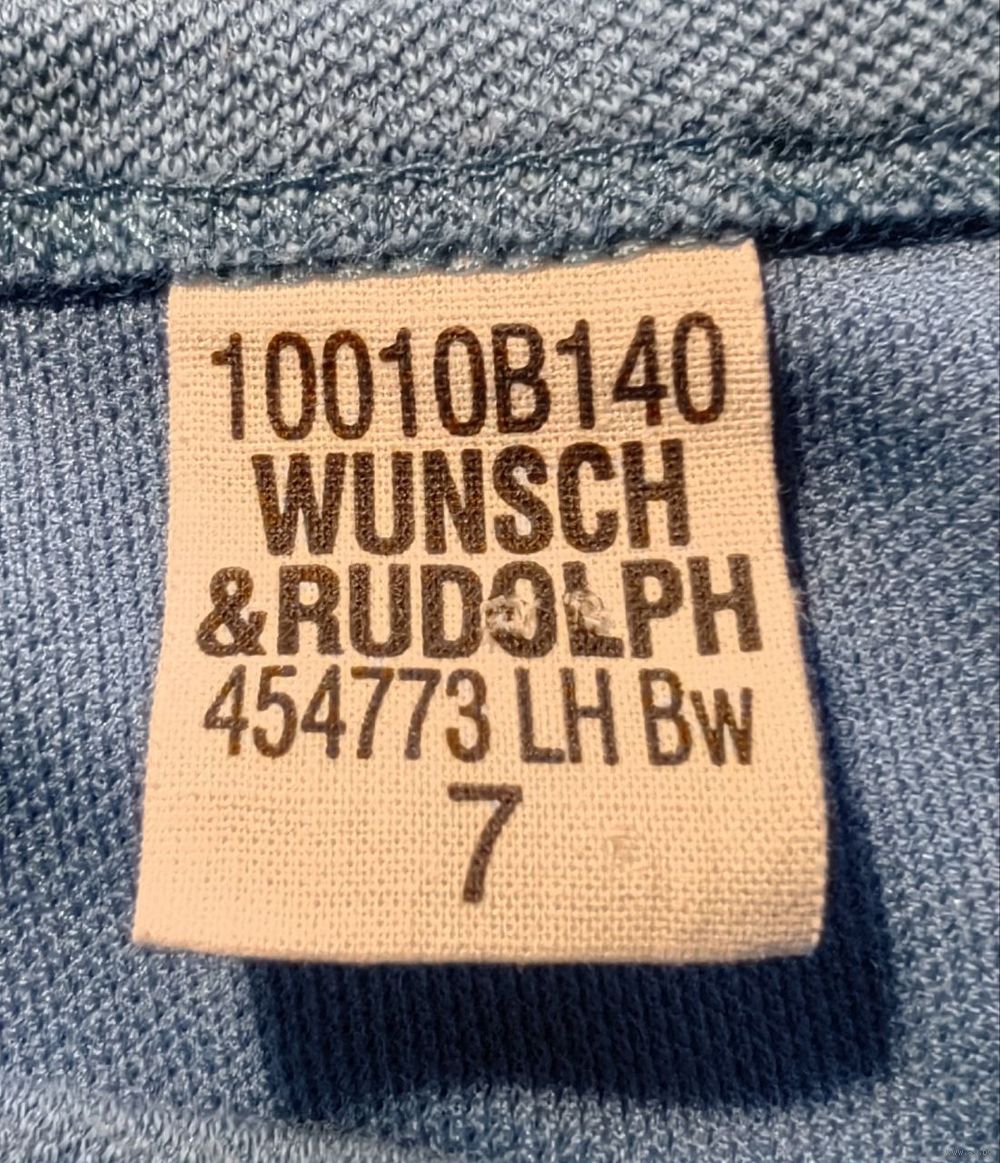 10010B140
WUNSCH
&RUDOLPH
454773 LH BW
7